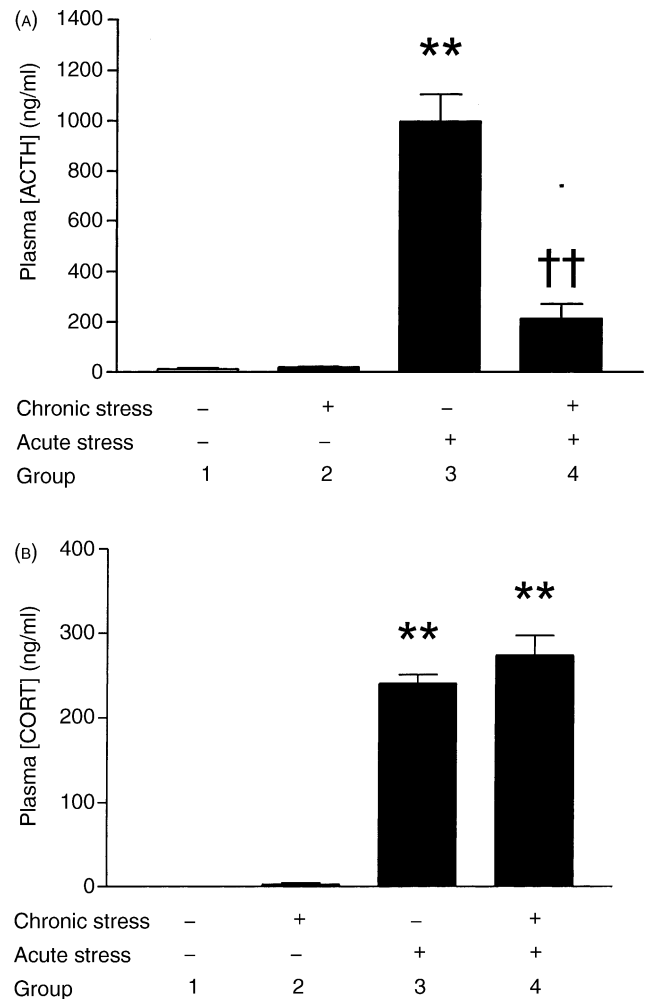 (A)
Plasma [ACTH] (ng/ml)
1400
1200
1000
800
600
400
200
0
**
††
Chronic stress – + – +
Acute stress – – + +
Group 1 2 3 4
(B)
Plasma [CORT] (ng/ml)
400
300
200
100
0
**
**
Chronic stress – + – +
Acute stress – – + +
Group 1 2 3 4